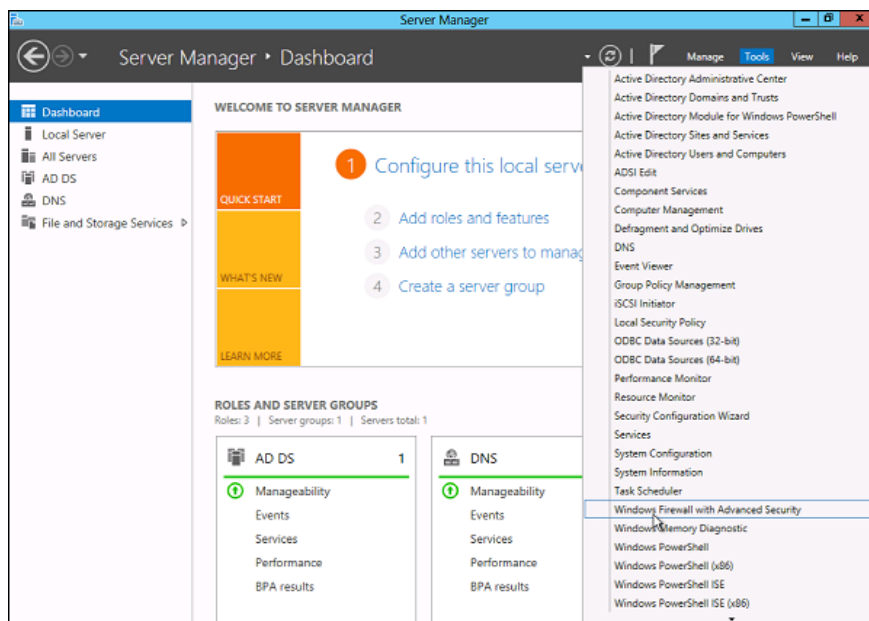 Server Manager
Server Manager ‣ Dashboard
Manage Tools View Help
Dashboard
Local Server
All Servers
AD DS
DNS
File and Storage Services
WELCOME TO SERVER MANAGER
QUICK START
WHAT'S NEW
LEARN MORE
1 Configure this local serve
2 Add roles and features
3 Add other servers to manag
4 Create a server group
ROLES AND SERVER GROUPS
Roles: 3 | Server groups: 1 | Servers total: 1
AD DS 1
Manageability
Events
Services
Performance
BPA results
DNS
Manageability
Events
Services
Performance
BPA results
Active Directory Administrative Center
Active Directory Domains and Trusts
Active Directory Module for Windows PowerShell
Active Directory Sites and Services
Active Directory Users and Computers
ADSI Edit
Component Services
Computer Management
Defragment and Optimize Drives
DNS
Event Viewer
Group Policy Management
iSCSI Initiator
Local Security Policy
ODBC Data Sources (32-bit)
ODBC Data Sources (64-bit)
Performance Monitor
Resource Monitor
Security Configuration Wizard
Services
System Configuration
System Information
Task Scheduler
Windows Firewall with Advanced Security
Windows Memory Diagnostic
Windows PowerShell
Windows PowerShell (x86)
Windows PowerShell ISE
Windows PowerShell ISE (x86)